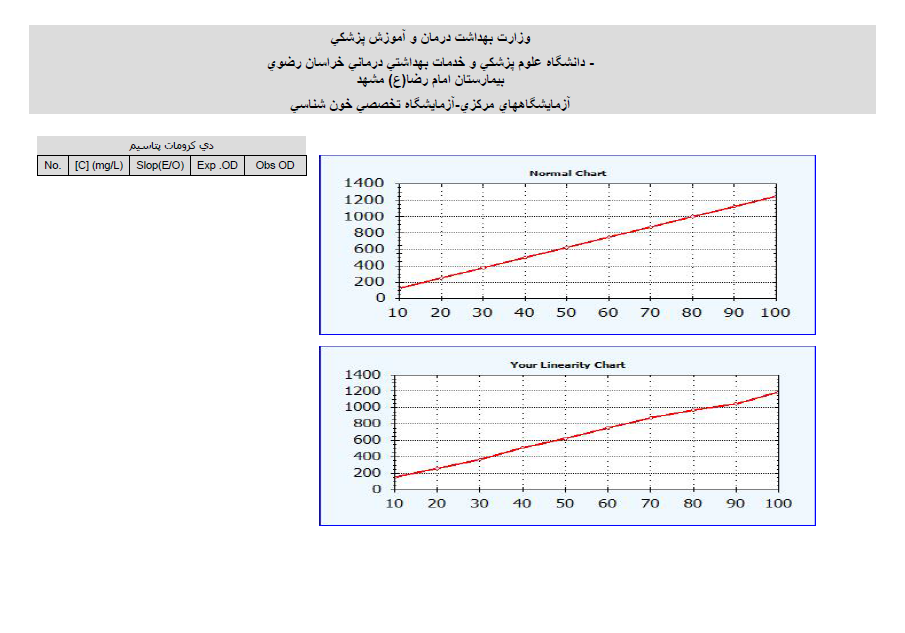 وزارت بهداشت درمان و آموزش پزشكي
- دانشگاه علوم پزشكي و خدمات بهداشتي درماني خراسان رضوي
بيمارستان امام رضا(ع) مشهد
آزمايشگاههاي مركزي-آزمايشگاه تخصصي خون شناسي
دي كرومات پتاسيم
No. [C] (mg/L) Slop(E/O) Exp .OD Obs OD
Normal Chart
1400
1200
1000
800
600
400
200
0
10 20 30 40 50 60 70 80 90 100
Your Linearity Chart
1400
1200
1000
800
600
400
200
0
10 20 30 40 50 60 70 80 90 100